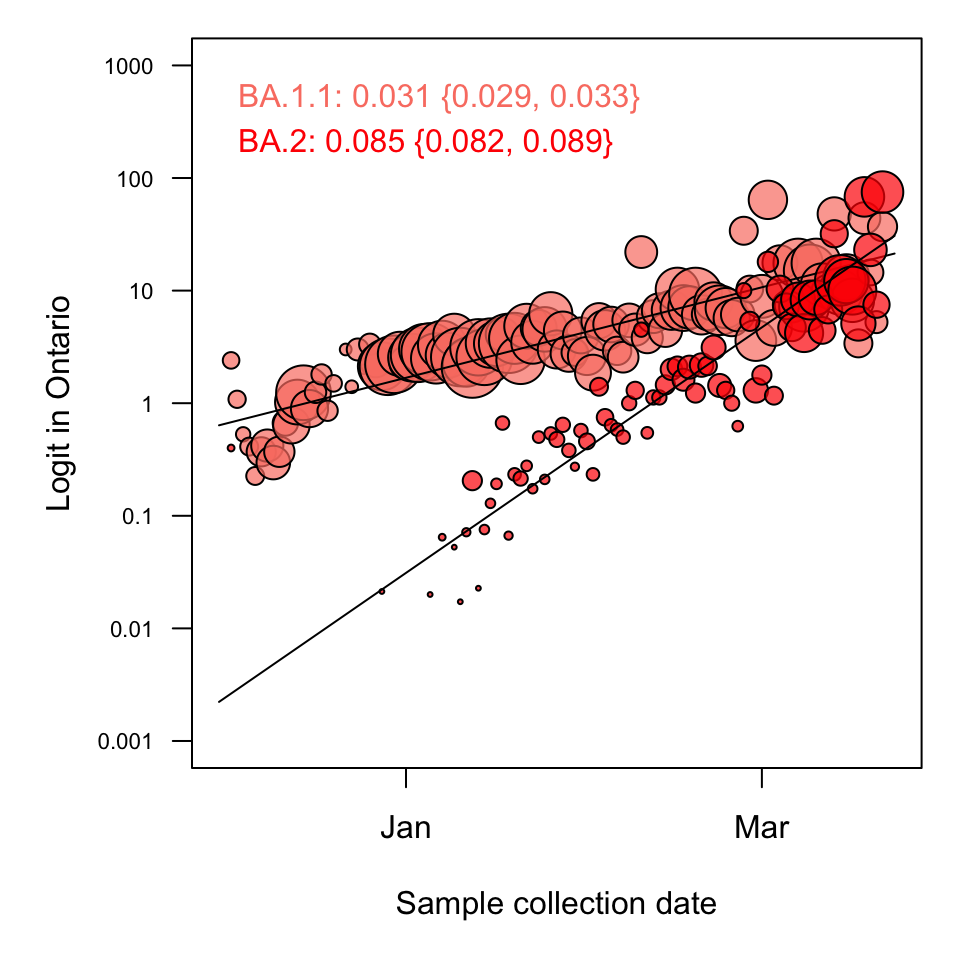 BA.1.1: 0.031 {0.029, 0.033}
BA.2: 0.085 {0.082, 0.089}
Logit in Ontario
1000
100
10
1
0.1
0.01
0.001
Jan
Mar
Sample collection date